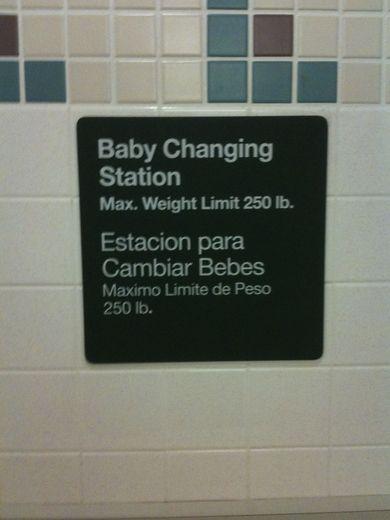 Baby Changing
Station
Max. Weight Limit 250 lb.
Estacion para
Cambiar Bebes
Maximo Limite de Peso
250 lb.